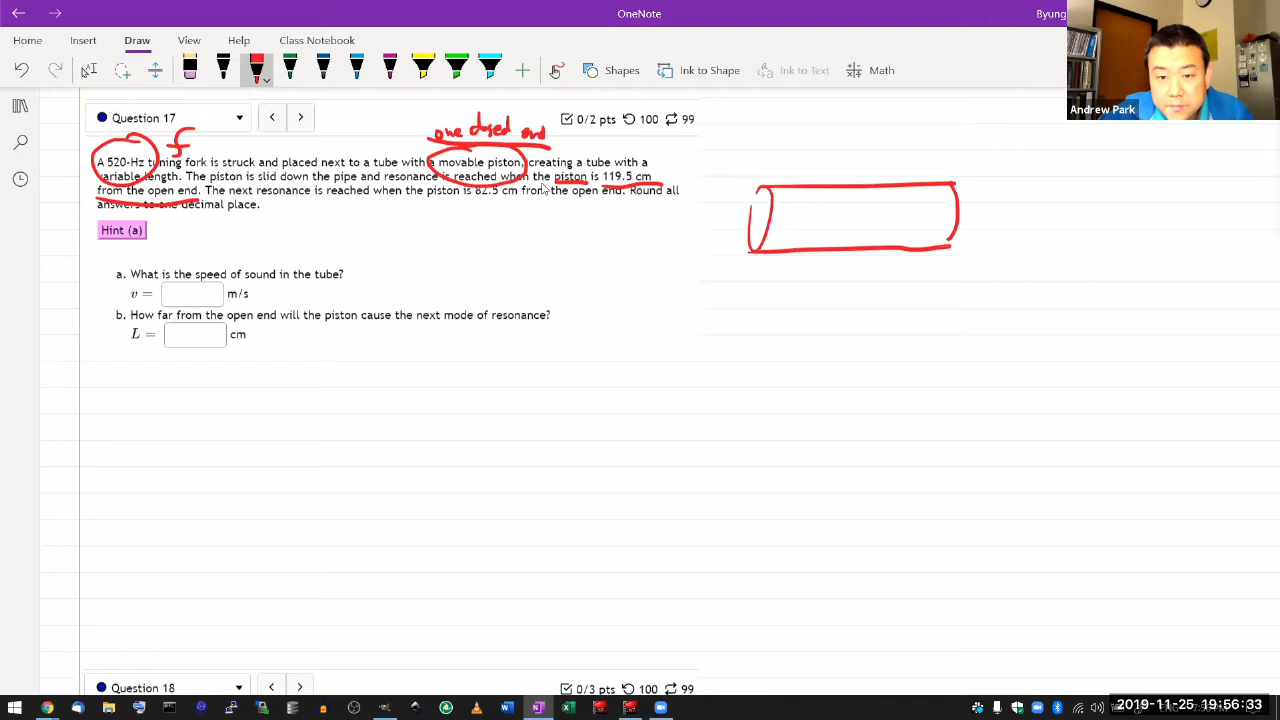 OneNote
Byung
Home Insert Draw View Help Class Notebook
Shapes Ink to Shape Ink to Text Math
Andrew Park
Question 17 0/2 pts 100 99
one closed end
f
A 520-Hz tuning fork is struck and placed next to a tube with a movable piston, creating a tube with a
variable length. The piston is slid down the pipe and resonance is reached when the piston is 119.5 cm
from the open end. The next resonance is reached when the piston is 82.5 cm from the open end. Round all
answers to one decimal place.
Hint (a)
a. What is the speed of sound in the tube?
v = m/s
b. How far from the open end will the piston cause the next mode of resonance?
L = cm
Question 18 0/3 pts 100 99
2019-11-25 19:56:33